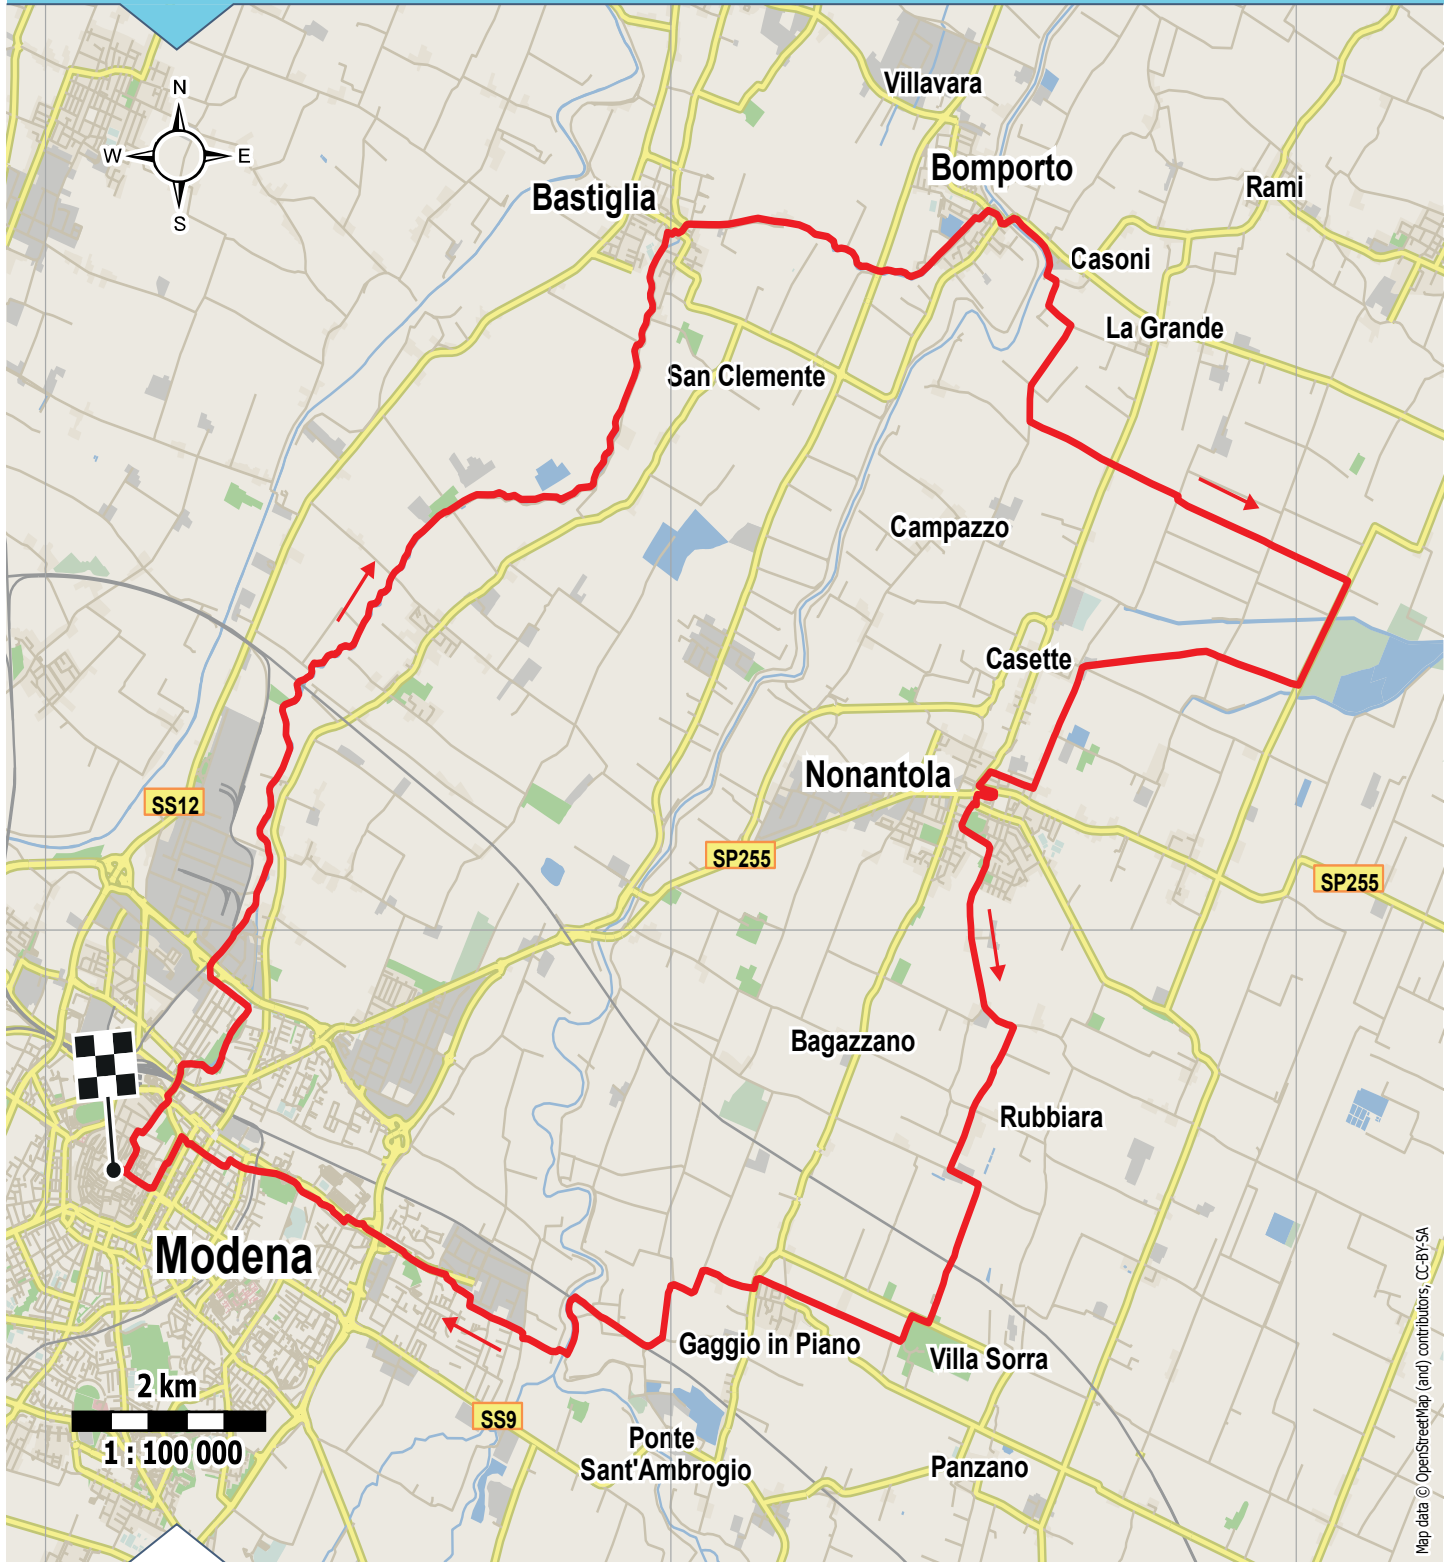 Villavara
N
W
E
S
Bomporto
Rami
Bastiglia
Casoni
La Grande
San Clemente
Campazzo
Casette
Nonantola
SS12
SP255
SP255
Bagazzano
Rubbiara
Modena
Gaggio in Piano
Villa Sorra
2 km
1 : 100 000
SS9
Ponte
Sant'Ambrogio
Panzano
Map data © OpenStreetMap (and) contributors, CC-BY-SA